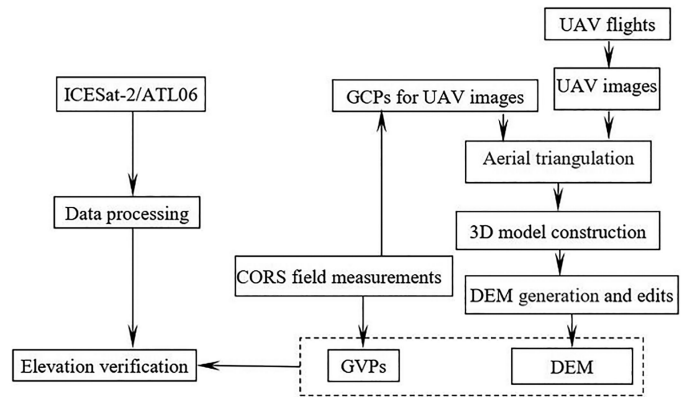 UAV flights
ICESat-2/ATL06
GCPs for UAV images
UAV images
Aerial triangulation
Data processing
3D model construction
CORS field measurements
DEM generation and edits
Elevation verification
GVPs
DEM